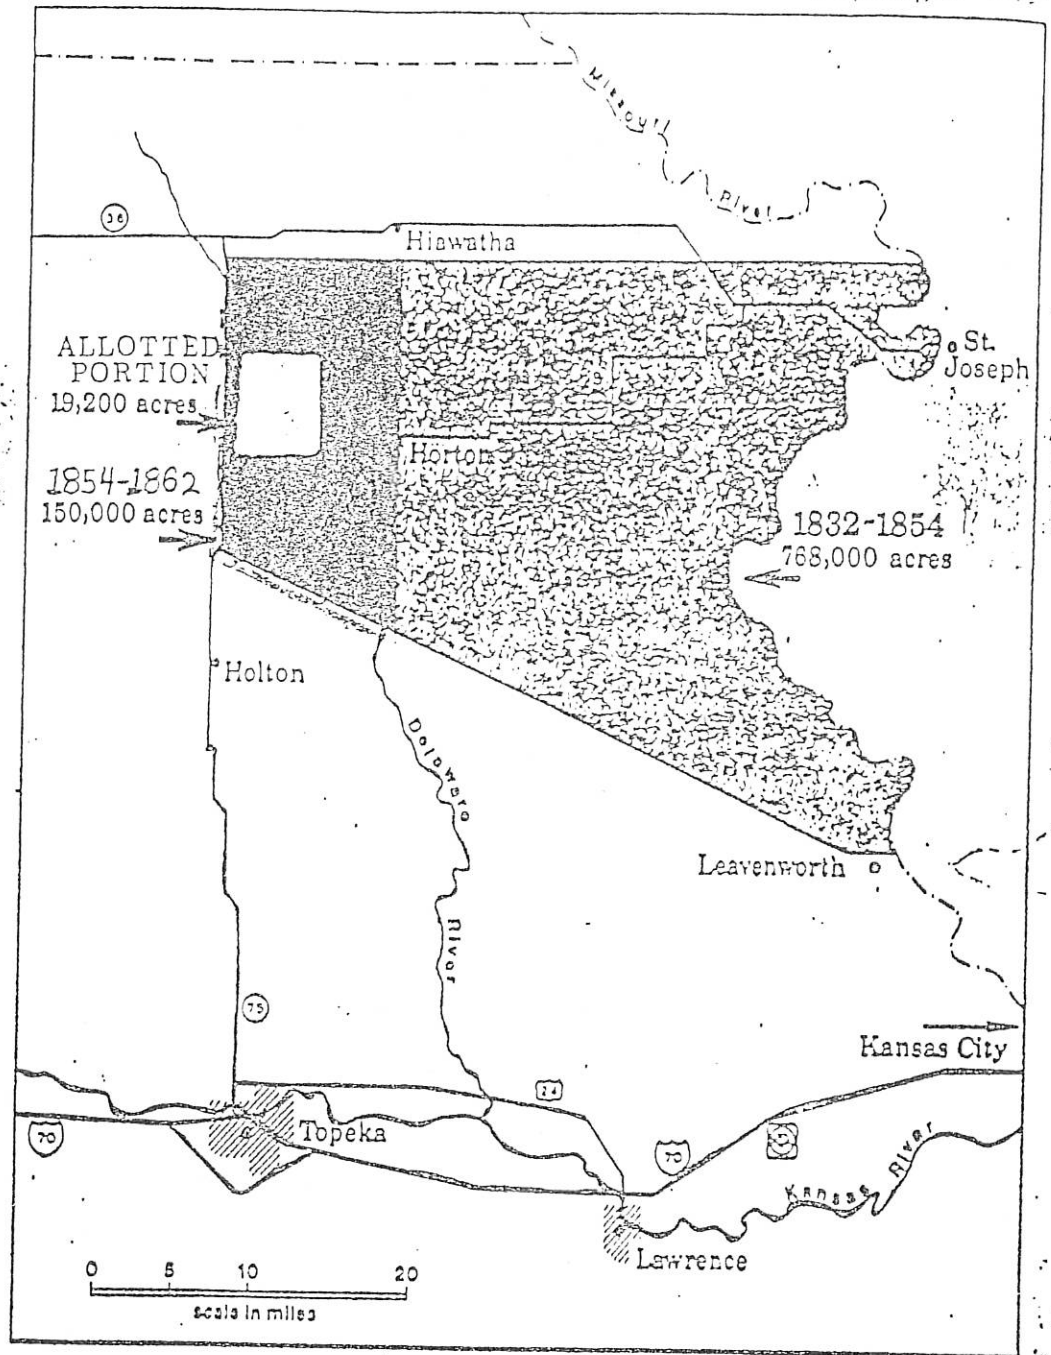 Missouri
River
36
Hiawatha
ALLOTTED
PORTION
19,200 acres
St.
Joseph
Horton
1854-1862
150,000 acres
1832-1854
768,000 acres
Holton
Delaware
River
Leavenworth
75
Kansas City
24
70
Topeka
70
Kansas River
Lawrence
0 5 10 20
scale in miles